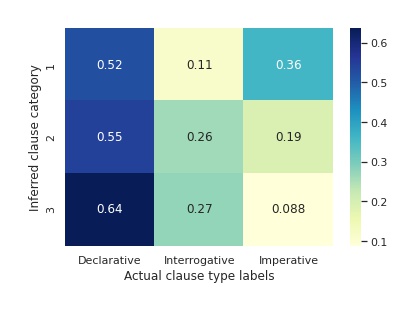 Inferred clause category
1
2
3
0.52 0.11 0.36
0.55 0.26 0.19
0.64 0.27 0.088
Declarative Interrogative Imperative
Actual clause type labels
0.6
0.5
0.4
0.3
0.2
0.1